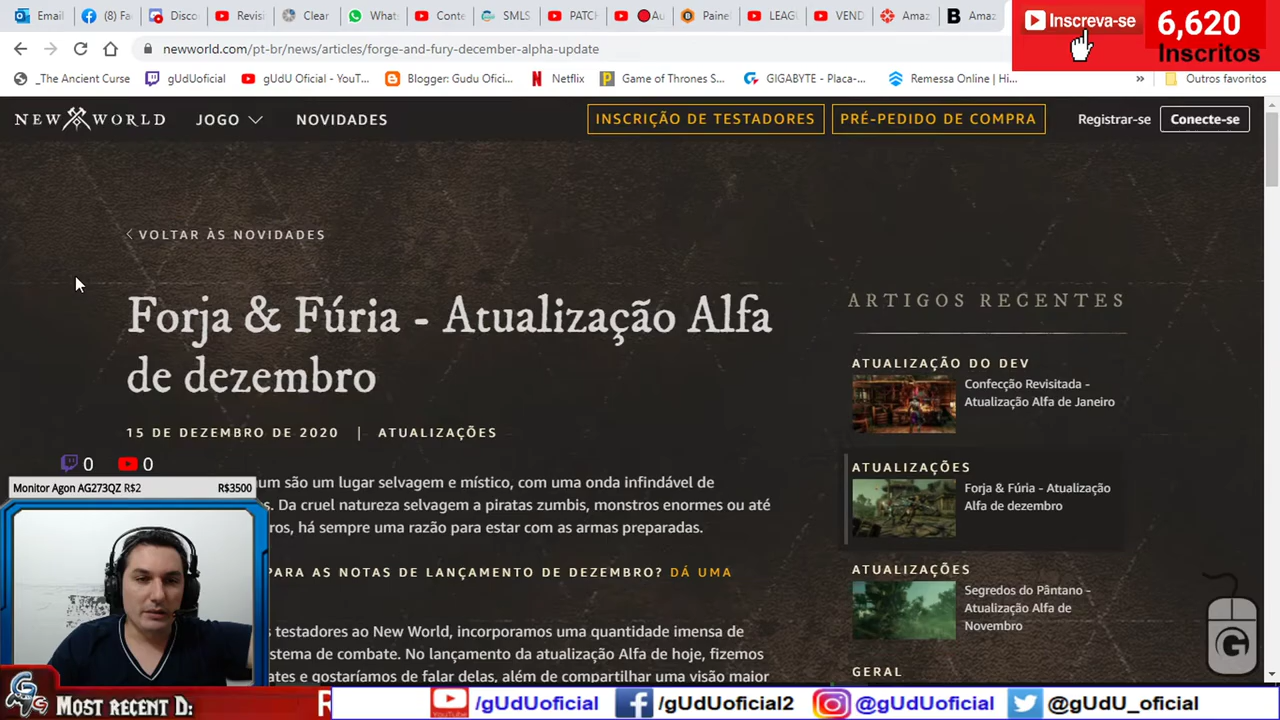 Email
(8) Fa
Disco
Revis
Clear
What
Conte
SMLS
PATCH
Au
Paine
LEAG
VEND
Amaz
Amaz
Inscreva-se
6,620
Inscritos
newworld.com/pt-br/news/articles/forge-and-fury-december-alpha-update
_The Ancient Curse
gUdUoficial
gUdU Oficial - YouT...
Blogger: Gudu Ofici...
Netflix
Game of Thrones S...
GIGABYTE - Placa-...
Remessa Online | Hi...
»
Outros favoritos
NEW WORLD
JOGO
NOVIDADES
INSCRIÇÃO DE TESTADORES
PRÉ-PEDIDO DE COMPRA
Registrar-se
Conecte-se
VOLTAR ÀS NOVIDADES
Forja & Fúria - Atualização Alfa
de dezembro
15 DE DEZEMBRO DE 2020 | ATUALIZAÇÕES
um são um lugar selvagem e místico, com uma onda infindável de
s. Da cruel natureza selvagem a piratas zumbis, monstros enormes ou até
ros, há sempre uma razão para estar com as armas preparadas.
PARA AS NOTAS DE LANÇAMENTO DE DEZEMBRO? DÁ UMA
s testadores ao New World, incorporamos uma quantidade imensa de
stema de combate. No lançamento da atualização Alfa de hoje, fizemos
ates e gostaríamos de falar delas, além de compartilhar uma visão maior
ARTIGOS RECENTES
ATUALIZAÇÃO DO DEV
Confecção Revisitada -
Atualização Alfa de Janeiro
ATUALIZAÇÕES
Forja & Fúria - Atualização
Alfa de dezembro
ATUALIZAÇÕES
Segredos do Pântano -
Atualização Alfa de
Novembro
GERAL
0
0
Monitor Agon AG273QZ R$2
R$3500
G
MOST RECENT D:
/gUdUoficial
/gUdUoficial2
@gUdUoficial
@gUdU_oficial